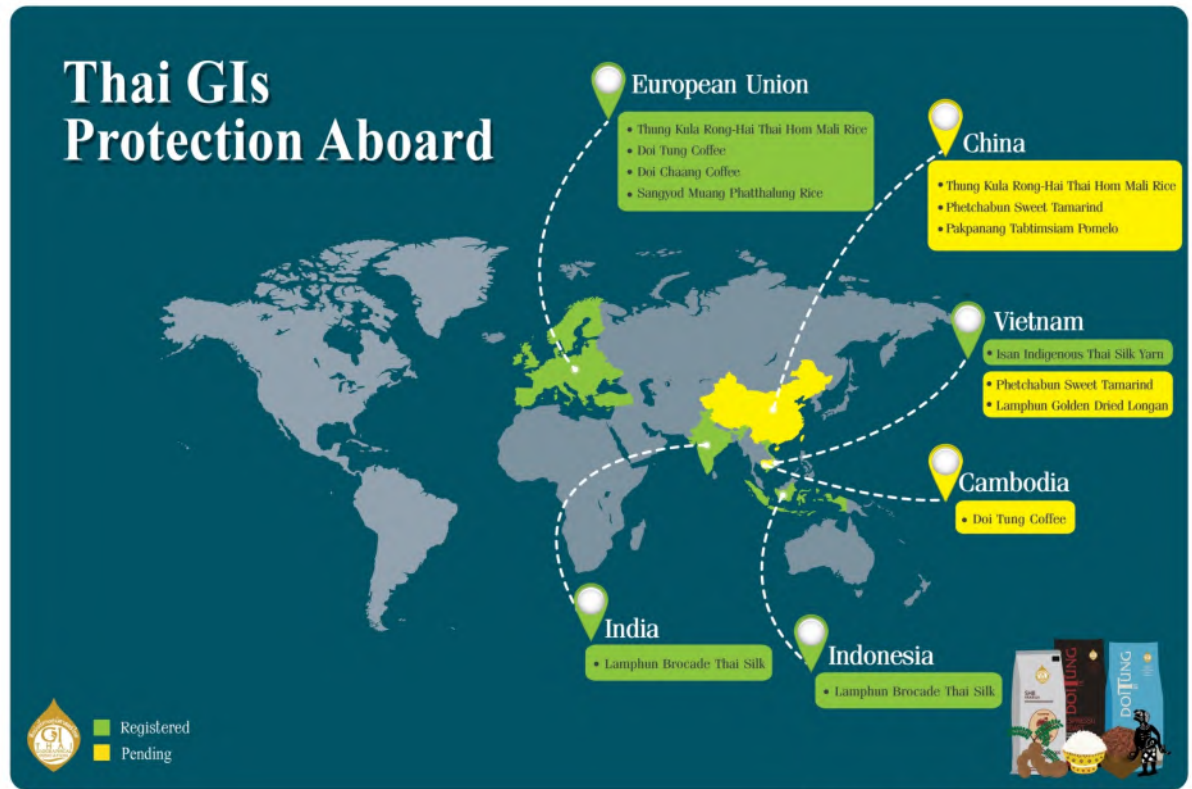 Thai GIs
Protection Aboard
European Union
• Thung Kula Rong-Hai Thai Hom Mali Rice
• Doi Tung Coffee
• Doi Chaang Coffee
• Sangyod Muang Phatthalung Rice
China
• Thung Kula Rong-Hai Thai Hom Mali Rice
• Phetchabun Sweet Tamarind
• Pakpanang Tabtimsiam Pomelo
Vietnam
• Isan Indigenous Thai Silk Yarn
• Phetchabun Sweet Tamarind
• Lamphun Golden Dried Longan
Cambodia
• Doi Tung Coffee
India
• Lamphun Brocade Thai Silk
Indonesia
• Lamphun Brocade Thai Silk
GI
THAI
Registered
Pending
DOITUNG
DOITUNG